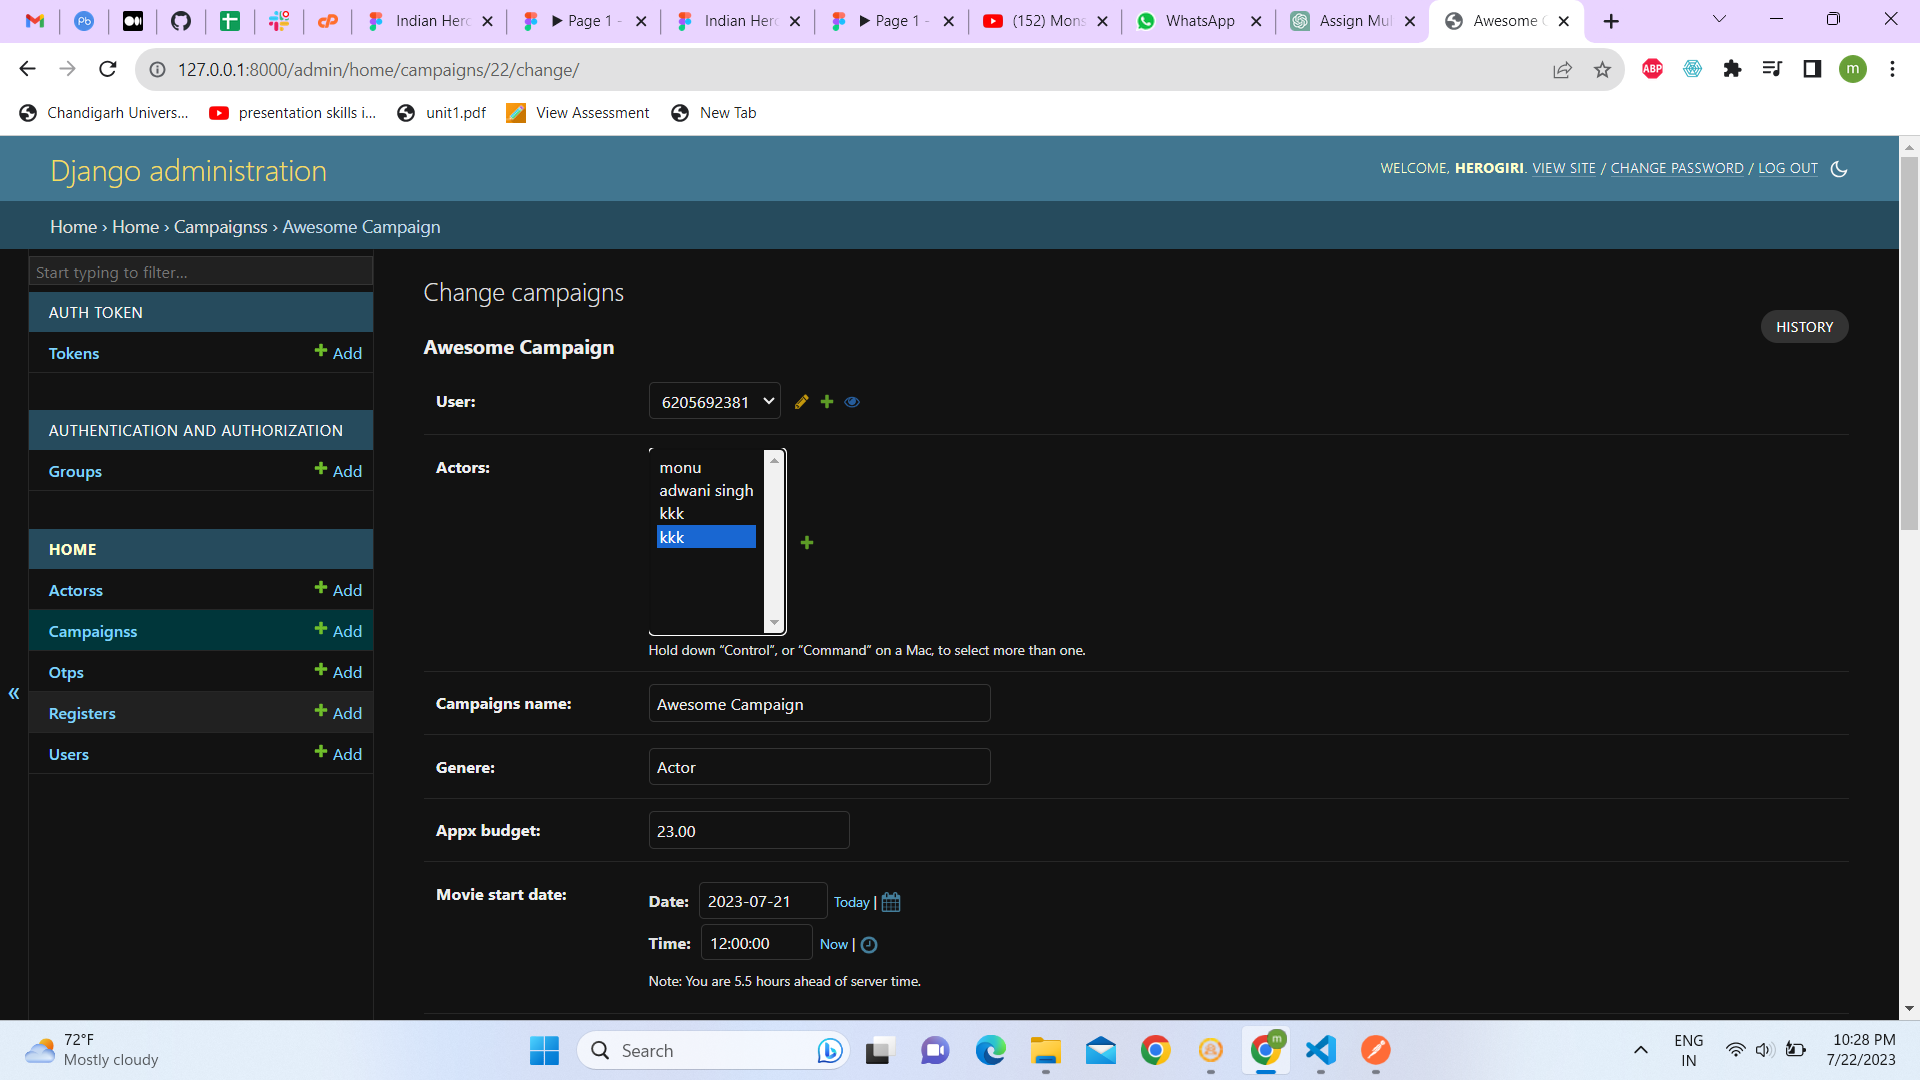 Indian Herc
▶ Page 1 -
Indian Herc
▶ Page 1 -
(152) Mons
WhatsApp
Assign Mul
Awesome C
127.0.0.1:8000/admin/home/campaigns/22/change/
ABP
m
Chandigarh Univers...
presentation skills i...
unit1.pdf
View Assessment
New Tab
Django administration
WELCOME, HEROGIRI. VIEW SITE / CHANGE PASSWORD / LOG OUT
Home › Home › Campaignss › Awesome Campaign
Start typing to filter...
AUTH TOKEN
Tokens
Add
AUTHENTICATION AND AUTHORIZATION
Groups
Add
HOME
Actorss
Add
Campaignss
Add
Otps
Add
Registers
Add
Users
Add
«
Change campaigns
HISTORY
Awesome Campaign
User:
6205692381
Actors:
monu
adwani singh
kkk
kkk
Hold down “Control”, or “Command” on a Mac, to select more than one.
Campaigns name:
Awesome Campaign
Genere:
Actor
Appx budget:
23.00
Movie start date:
Date: 2023-07-21 Today |
Time: 12:00:00 Now |
Note: You are 5.5 hours ahead of server time.
72°F
Mostly cloudy
Search
ENG
IN
10:28 PM
7/22/2023